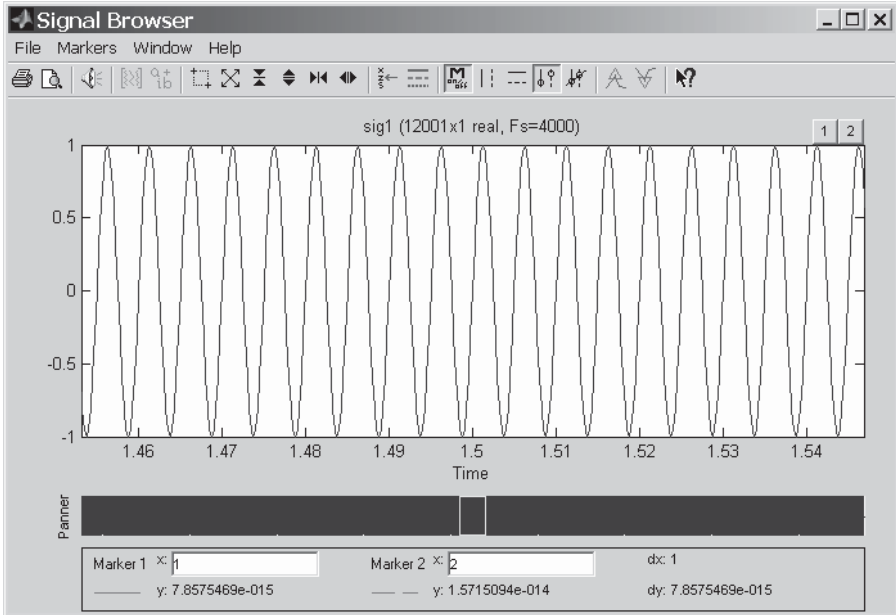 Signal Browser
File Markers Window Help
sig1 (12001x1 real, Fs=4000)
1 2
1
0.5
0
-0.5
-1
1.46 1.47 1.48 1.49 1.5 1.51 1.52 1.53 1.54
Time
Panner
Marker 1 x: 1 Marker 2 x: 2 dx: 1
y: 7.8575469e-015 y: 1.5715094e-014 dy: 7.8575469e-015